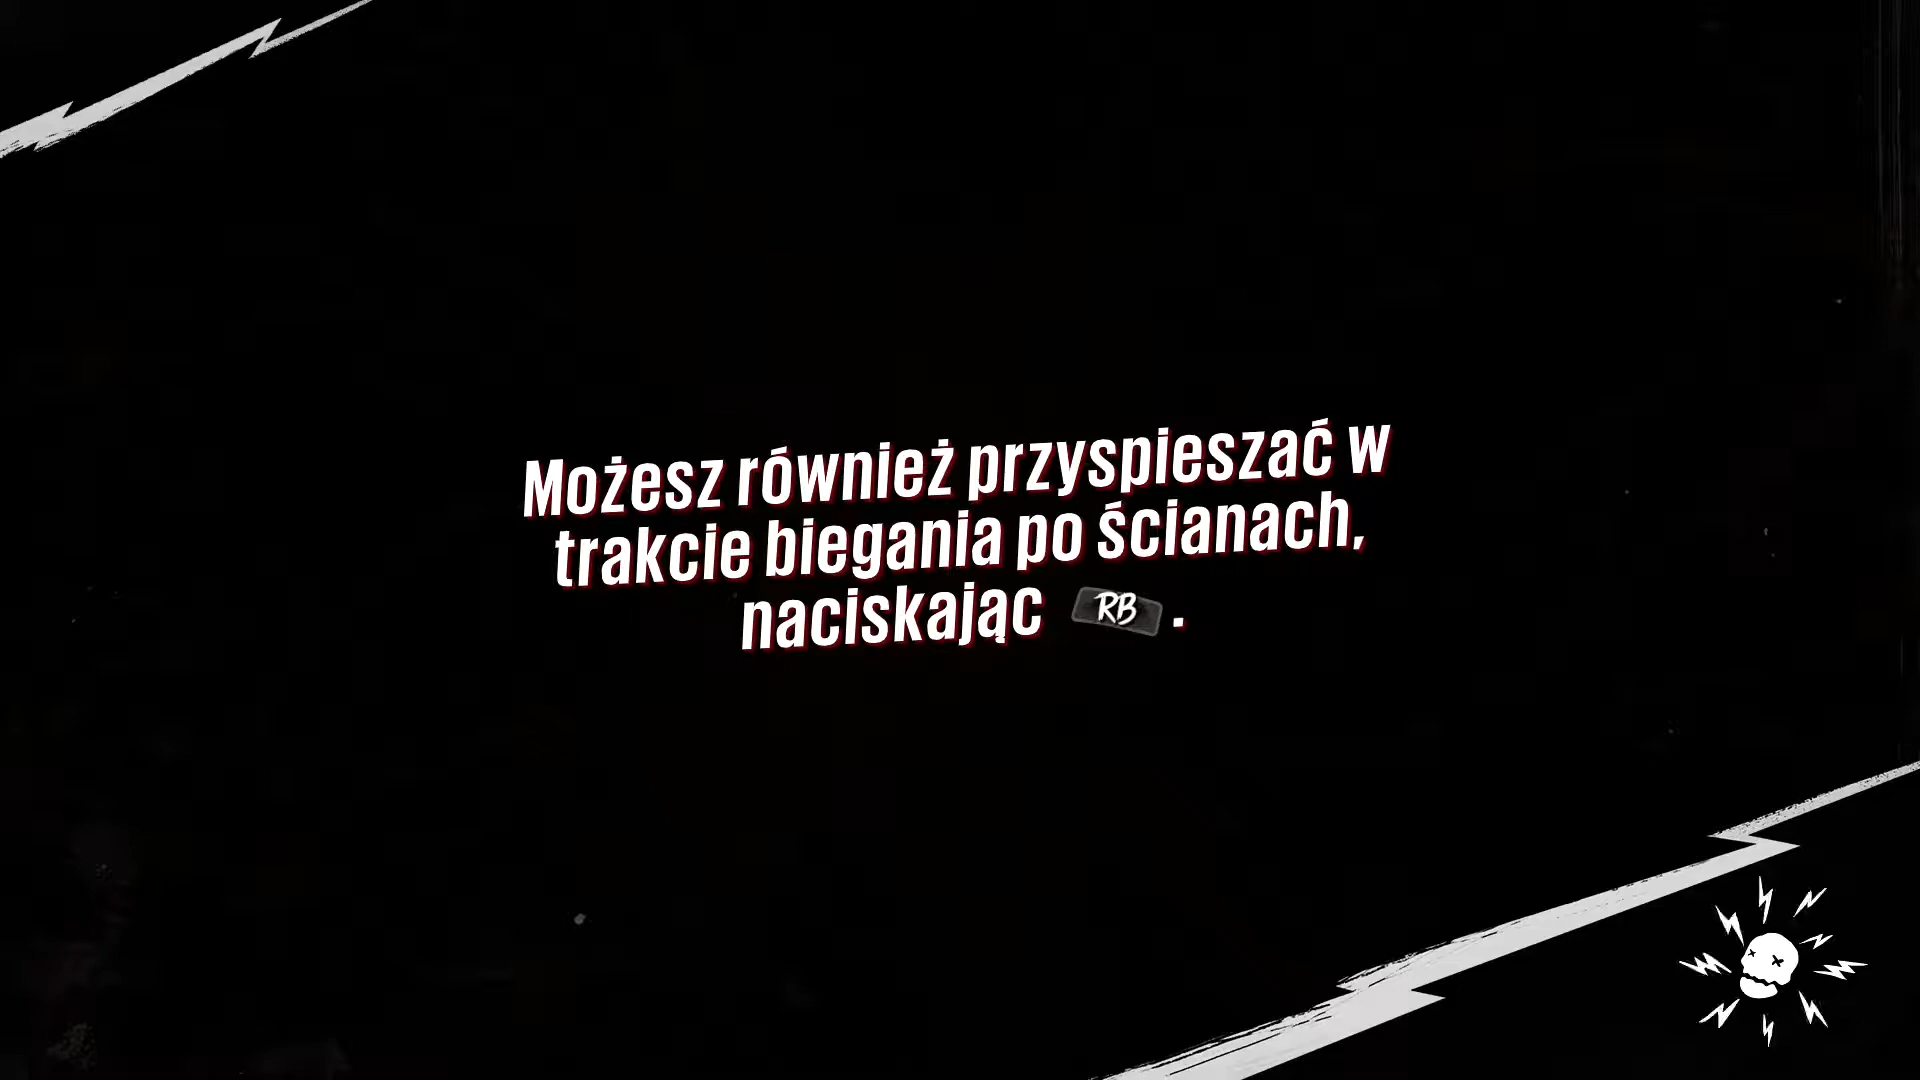 Możesz również przyspieszać w
trakcie biegania po ścianach,
naciskając RB .